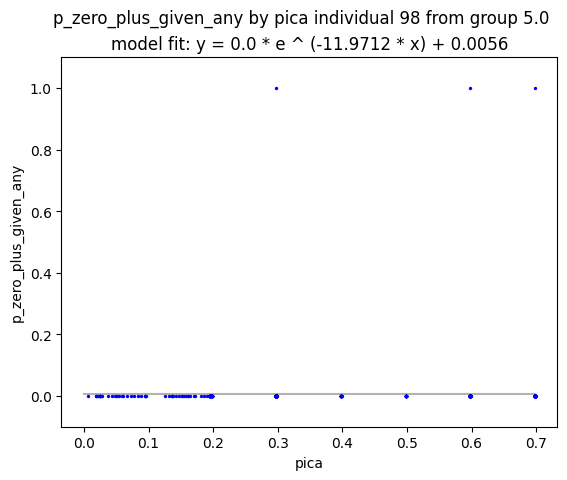 p_zero_plus_given_any by pica individual 98 from group 5.0
model fit: y = 0.0 * e ^ (-11.9712 * x) + 0.0056
1.0
0.8
0.6
0.4
0.2
0.0
p_zero_plus_given_any
0.0 0.1 0.2 0.3 0.4 0.5 0.6 0.7
pica